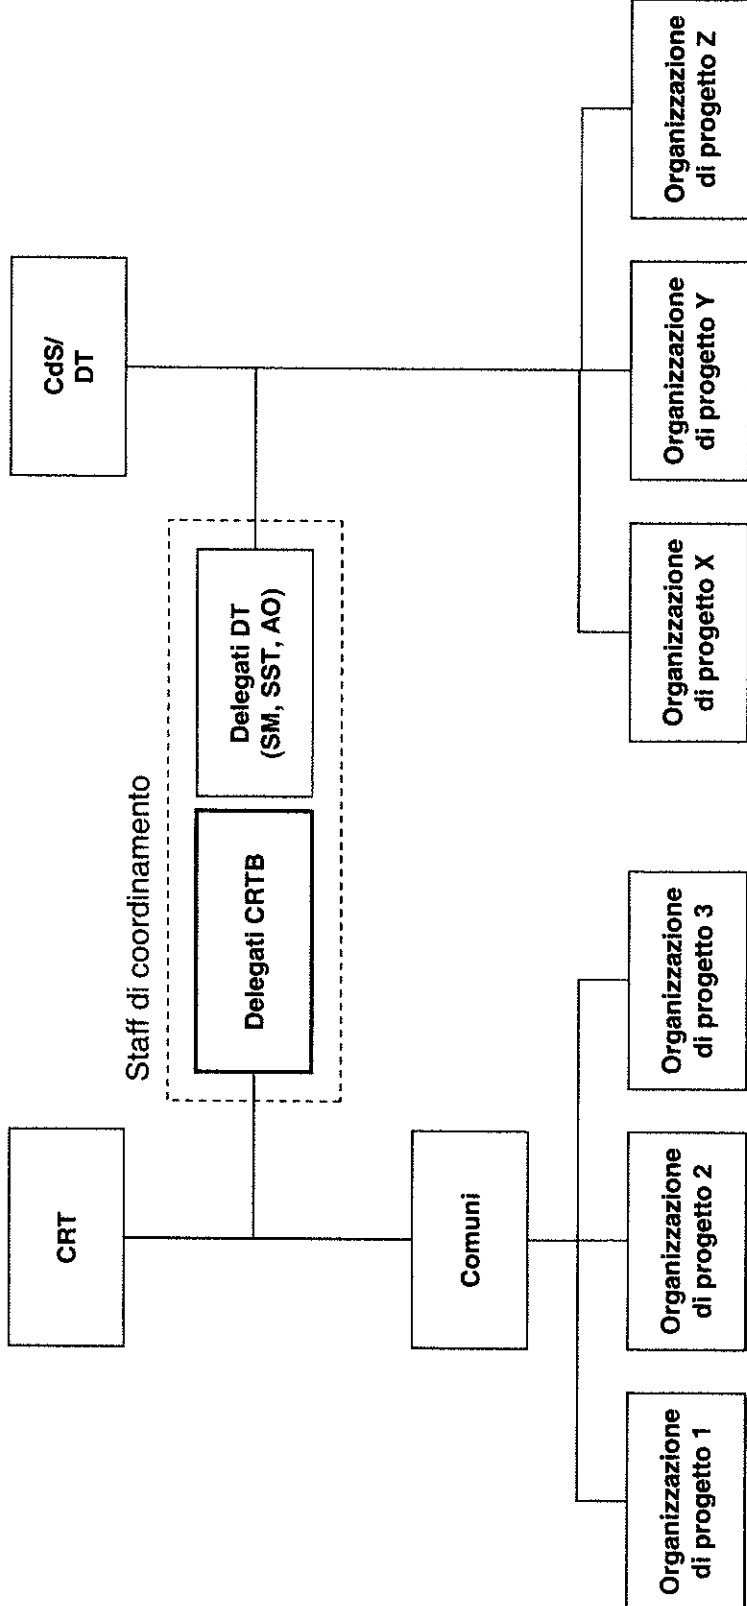 CRT
CdS/
DT
Staff di coordinamento
Delegati CRTB
Delegati DT
(SM, SST, AO)
Comuni
Organizzazione
di progetto 1
Organizzazione
di progetto 2
Organizzazione
di progetto 3
Organizzazione
di progetto X
Organizzazione
di progetto Y
Organizzazione
di progetto Z